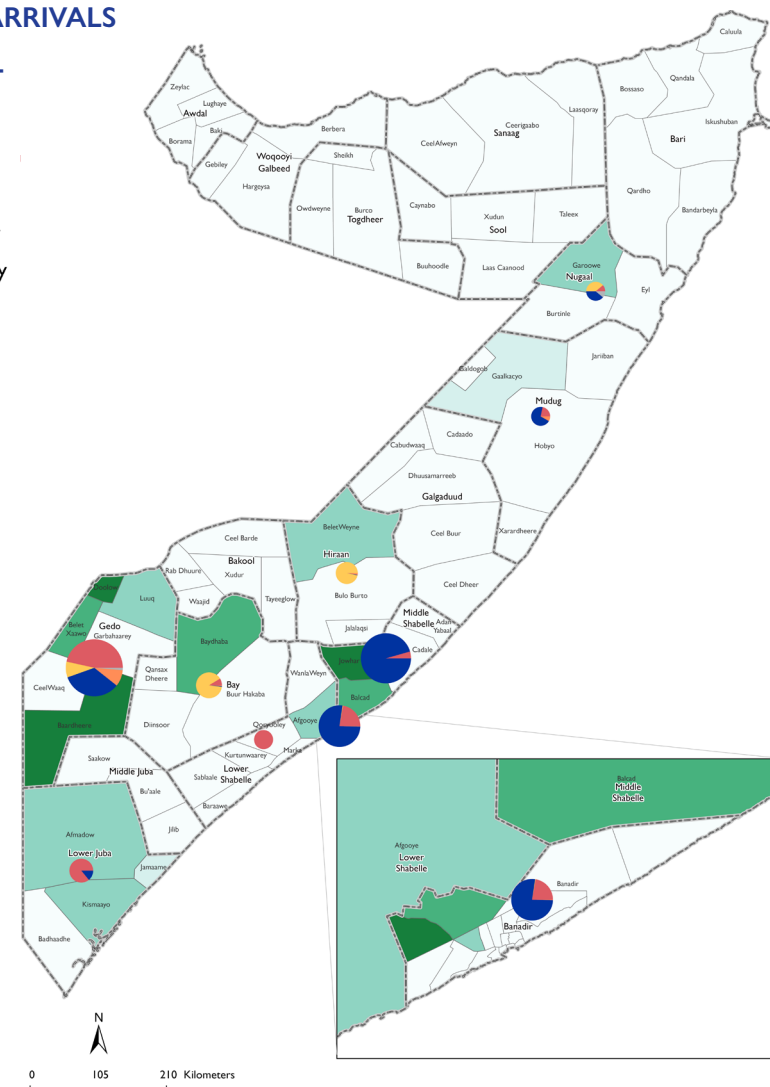 ARRIVALS
Caluula
Qandala
Bossaso
Zeylac
Lughaye
Awdal
Laasqoray
Ceerigaabo
Sanaag
Iskushuban
Baki
Berbera
Borama
CeelAfweyn
Bari
Woqooyi
Galbeed
Sheikh
Gebiley
Hargeysa
Qardho
Owdweyne
Burco
Togdheer
Caynabo
Xudun
Taleex
Bandarbeyla
Sool
y
Buuhoodle
Laas Caanood
Garoowe
Nugaal
Eyl
Burtinle
Jariiban
Galdogob
Gaalkacyo
Mudug
Hobyo
Cadaado
Cabudwaaq
Dhuusamarreeb
Galgaduud
BeletWeyne
Xarardheere
Ceel Buur
Ceel Barde
Hiraan
Bakool
Rab Dhuure
Xudur
Ceel Dheer
Luuq
Waajid
Tayeeglow
Bulo Burto
Middle
Shabelle
Adan
Yabaal
Belet
Xaawo
Gedo
Garbahaarey
Jalalaqsi
Baydhaba
Cadale
Jowhar
Qansax
Dheere
WanlaWeyn
CeelWaaq
Bay
Buur Hakaba
Balcad
Baardheere
Diinsoor
Afgooye
Qoryooley
Marka
Kurtunwaarey
Saakow
Middle Juba
Lower
Shabelle
Sablaale
Bu'aale
Baraawe
Jilib
Afmadow
Lower Juba
Jamaame
Kismaayo
Badhaadhe
Balcad
Middle
Shabelle
Afgooye
Lower
Shabelle
Banadir
Banadir
N
0 105 210 Kilometers